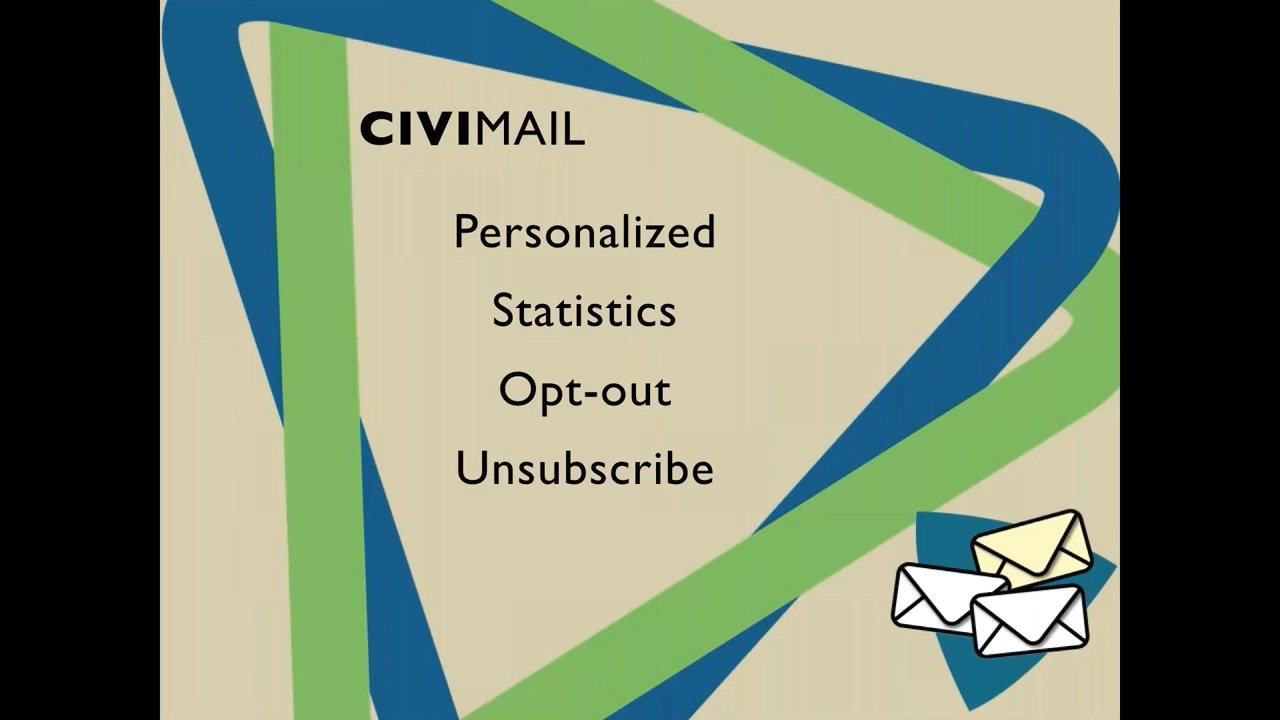 CIVIMAIL
Personalized
Statistics
Opt-out
Unsubscribe